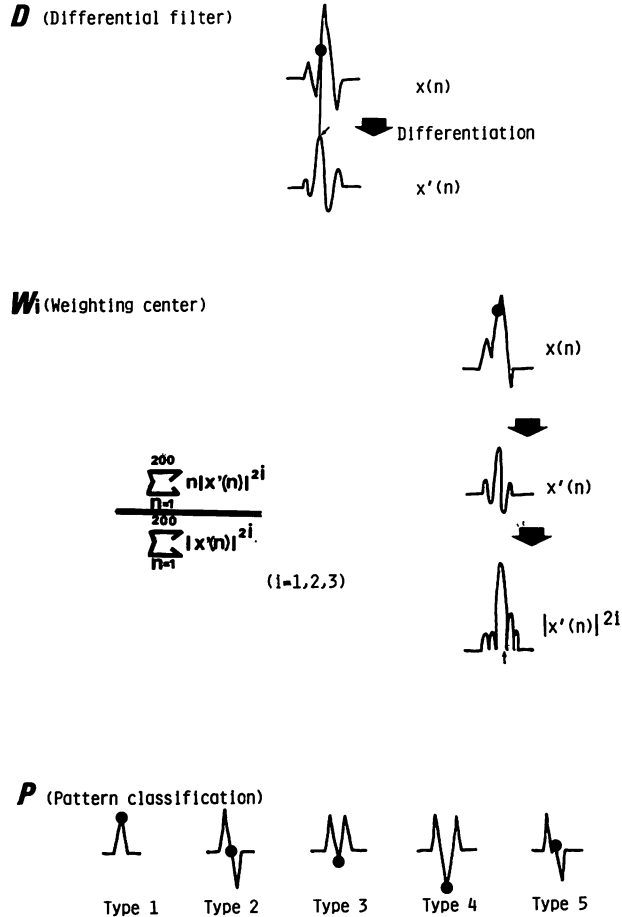 D (Differential filter)
x(n)
Differentiation
x′(n)
Wi (Weighting center)
x(n)
x′(n)
200
∑ n|x′(n)|²ⁱ
n=1
200
∑ |x′(n)|²ⁱ
n=1
(i=1,2,3)
|x′(n)|²ⁱ
P (Pattern classification)
Type 1 Type 2 Type 3 Type 4 Type 5